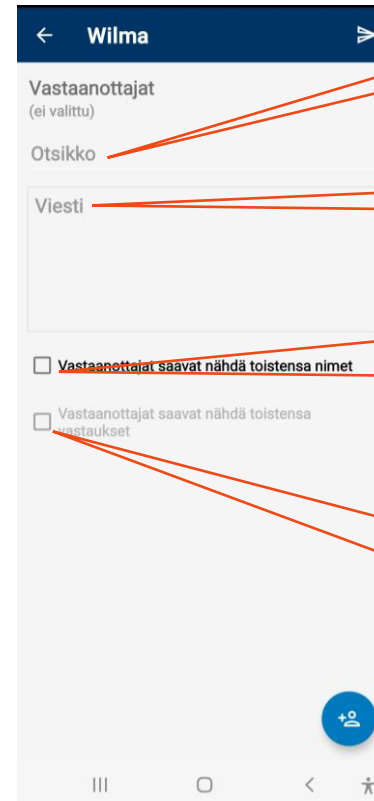 Wilma
Vastaanottajat
(ei valittu)
Otsikko
Viesti
Vastaanottajat saavat nähdä toistensa nimet
Vastaanottajat saavat nähdä toistensa
vastaukset